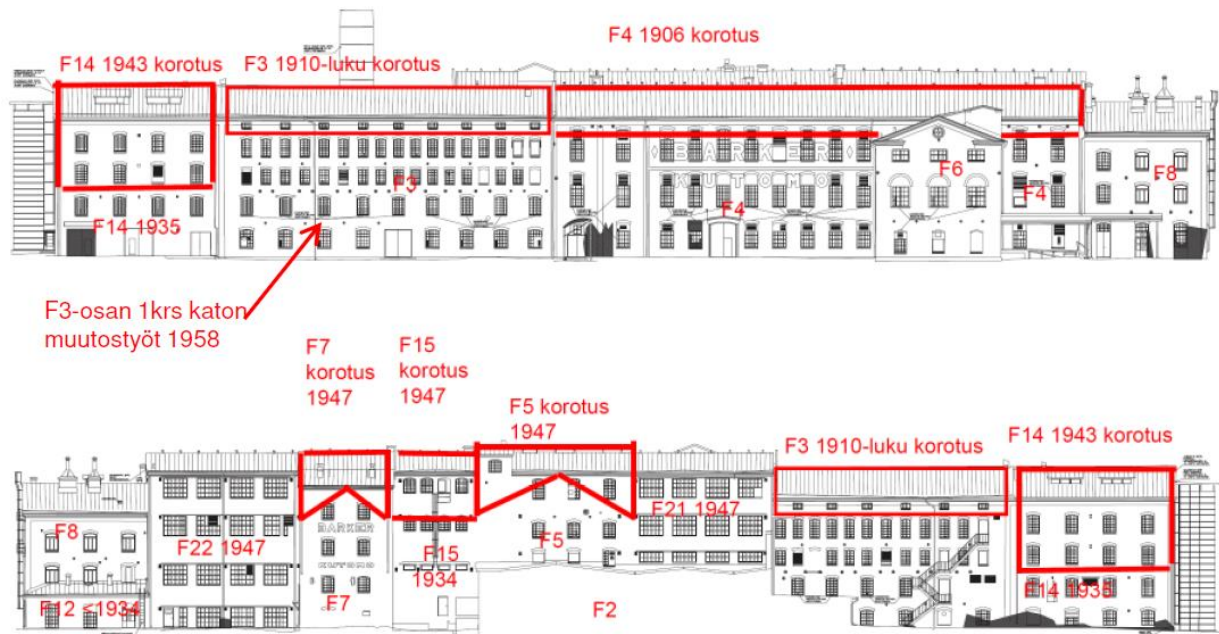 F4 1906 korotus
F14 1943 korotus
F3 1910-luku korotus
BARKER
KUTOMO
F3
F4
F6
F4
F8
F14 1935
F3-osan 1krs katon
muutostyöt 1958
F7
korotus
1947
F15
korotus
1947
F5 korotus
1947
F3 1910-luku korotus
F14 1943 korotus
F8
F22 1947
BARKER
KUTOMO
F15
1934
F5
F21 1947
F12 <1934
F7
F2
F14 1935